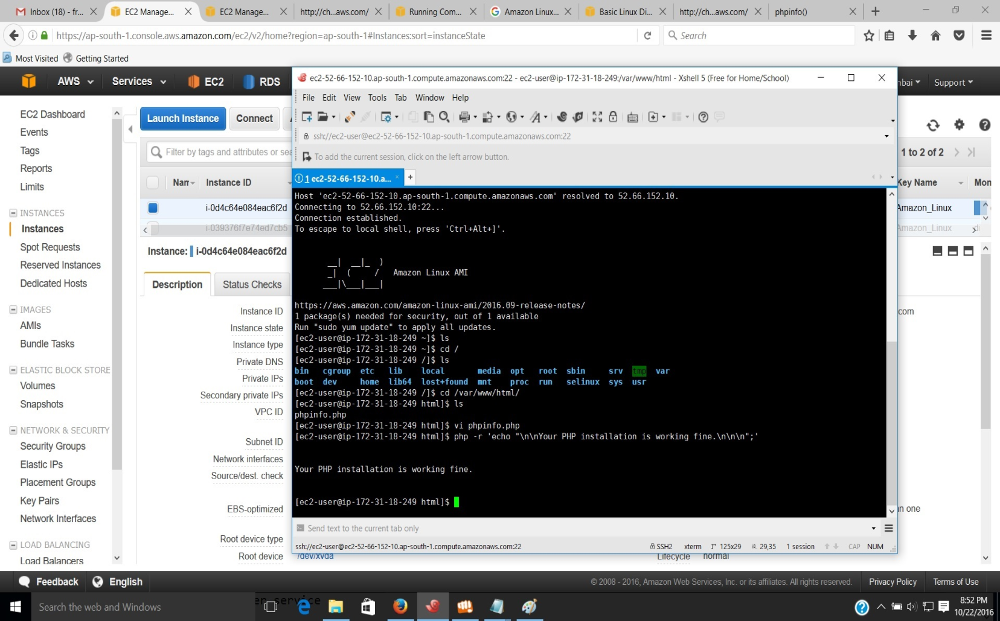 Inbox (18) - fr...
EC2 Manage...
EC2 Manage...
http://ch...aws.com/
Running Com...
Amazon Linux...
Basic Linux Di...
http://ch...aws.com/
phpinfo()
https://ap-south-1.console.aws.amazon.com/ec2/v2/home?region=ap-south-1#Instances:sort=instanceState
Search
Most Visited
Getting Started
AWS
Services
EC2
RDS
Support
EC2 Dashboard
Events
Tags
Reports
Limits
INSTANCES
Instances
Spot Requests
Reserved Instances
Dedicated Hosts
IMAGES
AMIs
Bundle Tasks
ELASTIC BLOCK STORE
Volumes
Snapshots
NETWORK & SECURITY
Security Groups
Elastic IPs
Placement Groups
Key Pairs
Network Interfaces
LOAD BALANCING
Load Balancers
Launch Instance
Connect
Filter by tags and attributes or sea
1 to 2 of 2
Nam
Instance ID
Key Name
Mon
i-0d4c64e084eac6f2d
Amazon_Linux
i-039376f7e74ed7cb5
Amazon_Linux
Instance: i-0d4c64e084eac6f2d
Description
Status Checks
Instance ID
com
Instance state
Instance type
Private DNS
Private IPs
Secondary private IPs
VPC ID
Subnet ID
Network interfaces
Source/dest. check
EBS-optimized
an one
Root device type
Root device
/dev/xvda
Lifecycle
normal
ec2-52-66-152-10.ap-south-1.compute.amazonaws.com:22 - ec2-user@ip-172-31-18-249:/var/www/html - Xshell 5 (Free for Home/School)
File Edit View Tools Tab Window Help
ssh://ec2-user@ec2-52-66-152-10.ap-south-1.compute.amazonaws.com:22
To add the current session, click on the left arrow button.
1 ec2-52-66-152-10.a...
Host 'ec2-52-66-152-10.ap-south-1.compute.amazonaws.com' resolved to 52.66.152.10.
Connecting to 52.66.152.10:22...
Connection established.
To escape to local shell, press 'Ctrl+Alt+]'.
__| __|_ )
_| ( / Amazon Linux AMI
___|\___|___|
https://aws.amazon.com/amazon-linux-ami/2016.09-release-notes/
1 package(s) needed for security, out of 1 available
Run "sudo yum update" to apply all updates.
[ec2-user@ip-172-31-18-249 ~]$ ls
[ec2-user@ip-172-31-18-249 ~]$ cd /
[ec2-user@ip-172-31-18-249 /]$ ls
bin cgroup etc lib local media opt root sbin srv tmp var
boot dev home lib64 lost+found mnt proc run selinux sys usr
[ec2-user@ip-172-31-18-249 /]$ cd /var/www/html/
[ec2-user@ip-172-31-18-249 html]$ ls
phpinfo.php
[ec2-user@ip-172-31-18-249 html]$ vi phpinfo.php
[ec2-user@ip-172-31-18-249 html]$ php -r 'echo "\n\nYour PHP installation is working fine.\n\n\n";'
Your PHP installation is working fine.
[ec2-user@ip-172-31-18-249 html]$
Send text to the current tab only
ssh://ec2-user@ec2-52-66-152-10.ap-south-1.compute.amazonaws.com:22
SSH2
xterm
125x29
29,35
1 session
CAP
NUM
Feedback
English
© 2008 - 2016, Amazon Web Services, Inc. or its affiliates. All rights reserved.
Privacy Policy
Terms of Use
Search the web and Windows
8:52 PM
10/22/2016